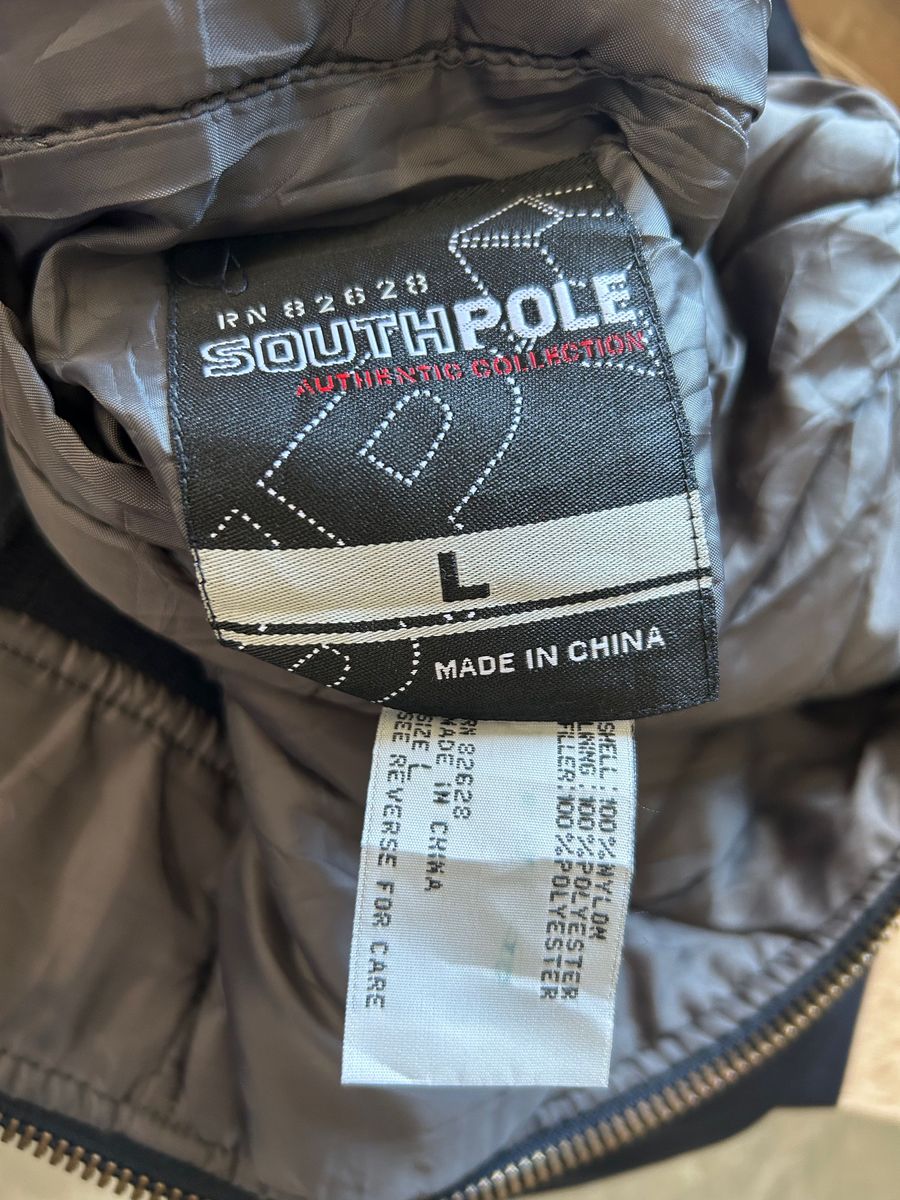 RN 82628
SOUTHPOLE
AUTHENTIC COLLECTION
L
MADE IN CHINA
SHELL : 100%NYLON
LINING : 100%POLYESTER
FILLER:100%POLYESTER
RN 82628
MADE IN CHINA
SIZE L
SEE REVERSE FOR CARE